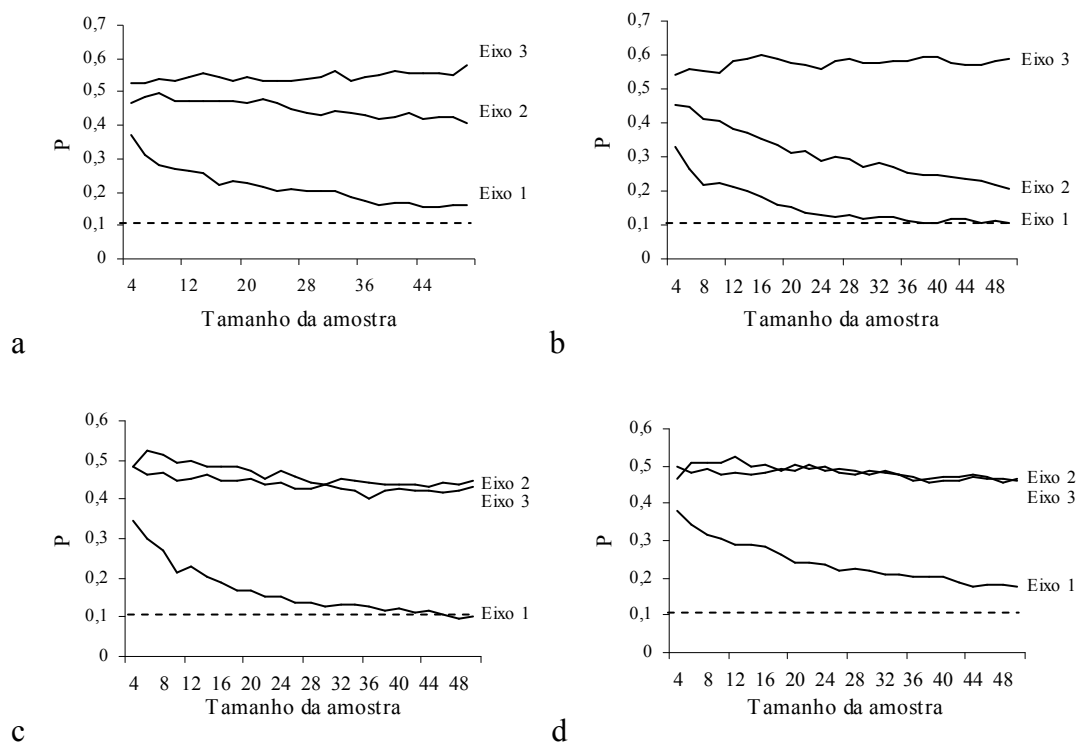 0,7
0,6
0,5
0,4
0,3
0,2
0,1
0
P
Eixo 3
Eixo 2
Eixo 1
4 12 20 28 36 44
Tamanho da amostra
a
0,7
0,6
0,5
0,4
0,3
0,2
0,1
0
P
Eixo 3
Eixo 2
Eixo 1
4 8 12 16 20 24 28 32 36 40 44 48
Tamanho da amostra
b
0,6
0,5
0,4
0,3
0,2
0,1
0
P
Eixo 2
Eixo 3
Eixo 1
4 8 12 16 20 24 28 32 36 40 44 48
Tamanho da amostra
c
0,6
0,5
0,4
0,3
0,2
0,1
0
P
Eixo 2
Eixo 3
Eixo 1
4 8 12 16 20 24 28 32 36 40 44 48
Tamanho da amostra
d